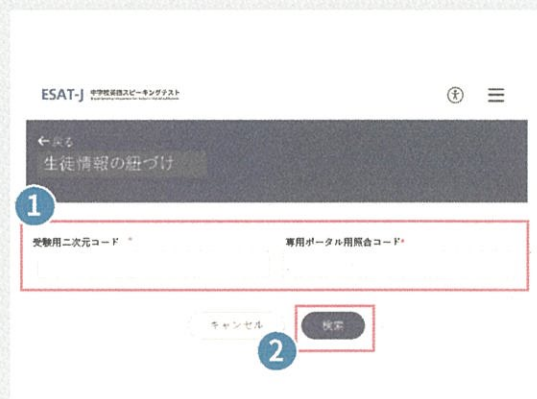 ESAT-J 中学校英語スピーキングテスト
←戻る
生徒情報の紐づけ
1
受験用二次元コード *
専用ポータル用照合コード*
キャンセル
検索
2